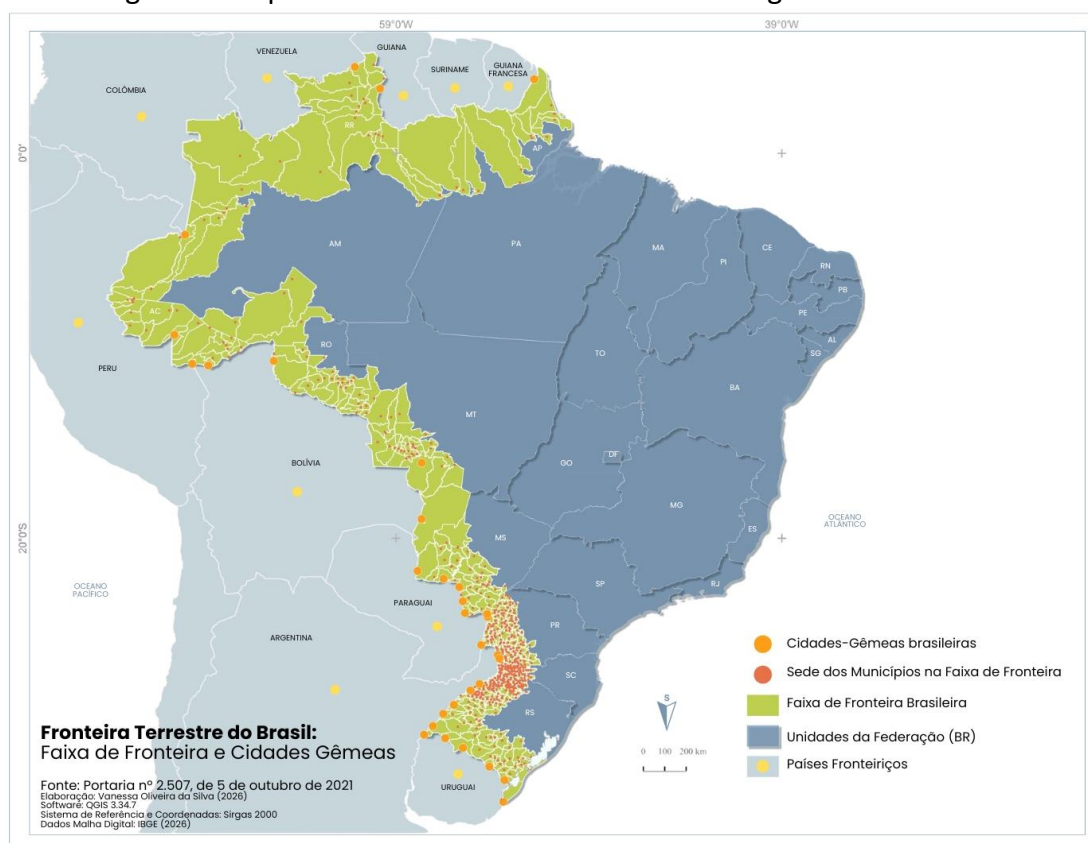 59°0'W
39°0'W
VENEZUELA
GUIANA
SURINAME
GUIANA
FRANCESA
COLÔMBIA
RR
AP
0°0'
AM
PA
MA
CE
PI
RN
PB
PE
AL
SG
AC
PERU
RO
TO
BA
MT
BOLÍVIA
GO
DF
MG
ES
20°0'S
MS
OCEANO
ATLÂNTICO
SP
RJ
OCEANO
PACÍFICO
PARAGUAI
PR
ARGENTINA
SC
RS
URUGUAI
S
0 100 200 km
Cidades-Gêmeas brasileiras
Sede dos Municípios na Faixa de Fronteira
Faixa de Fronteira Brasileira
Unidades da Federação (BR)
Países Fronteiriços
Fronteira Terrestre do Brasil:
Faixa de Fronteira e Cidades Gêmeas
Fonte: Portaria nº 2.507, de 5 de outubro de 2021
Elaboração: Vanessa Oliveira da Silva (2026)
Software: QGIS 3.34.7
Sistema de Referência e Coordenadas: Sirgas 2000
Dados Malha Digital: IBGE (2026)